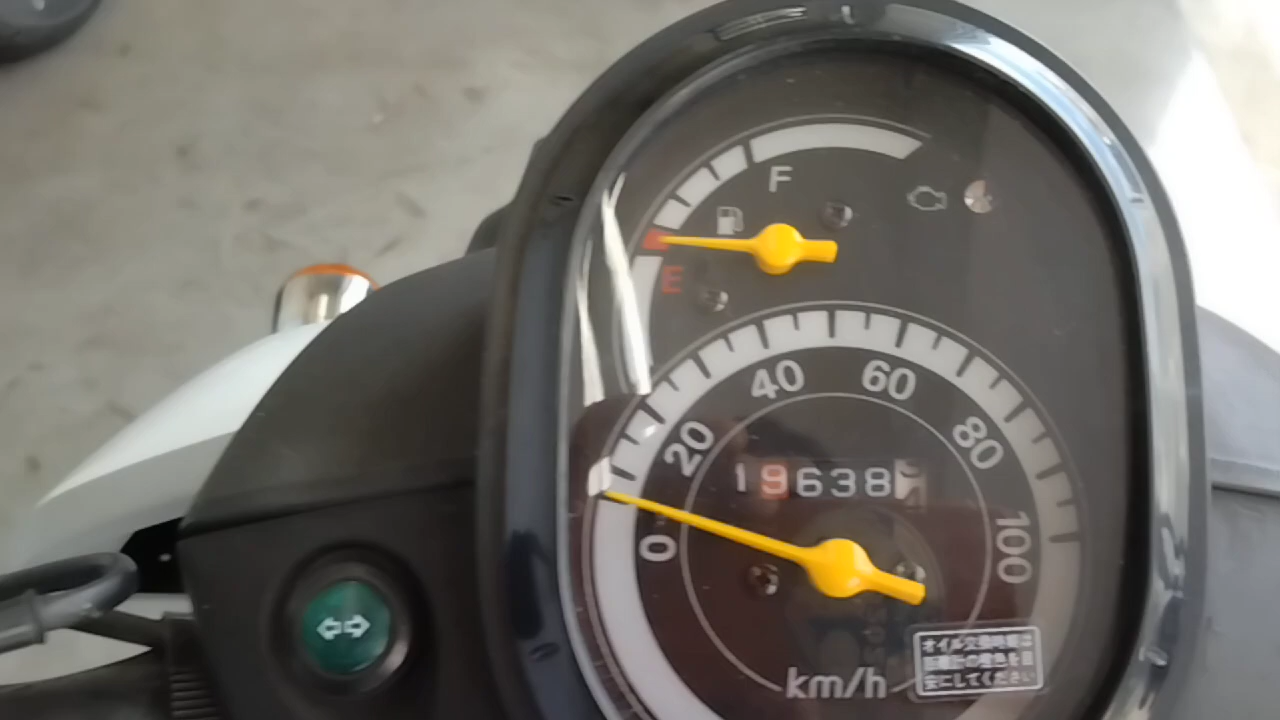 F
E
40 60
20 80
19638
0 100
km/h
オイル交換時期は
距離計の橙色を目
安にしてください